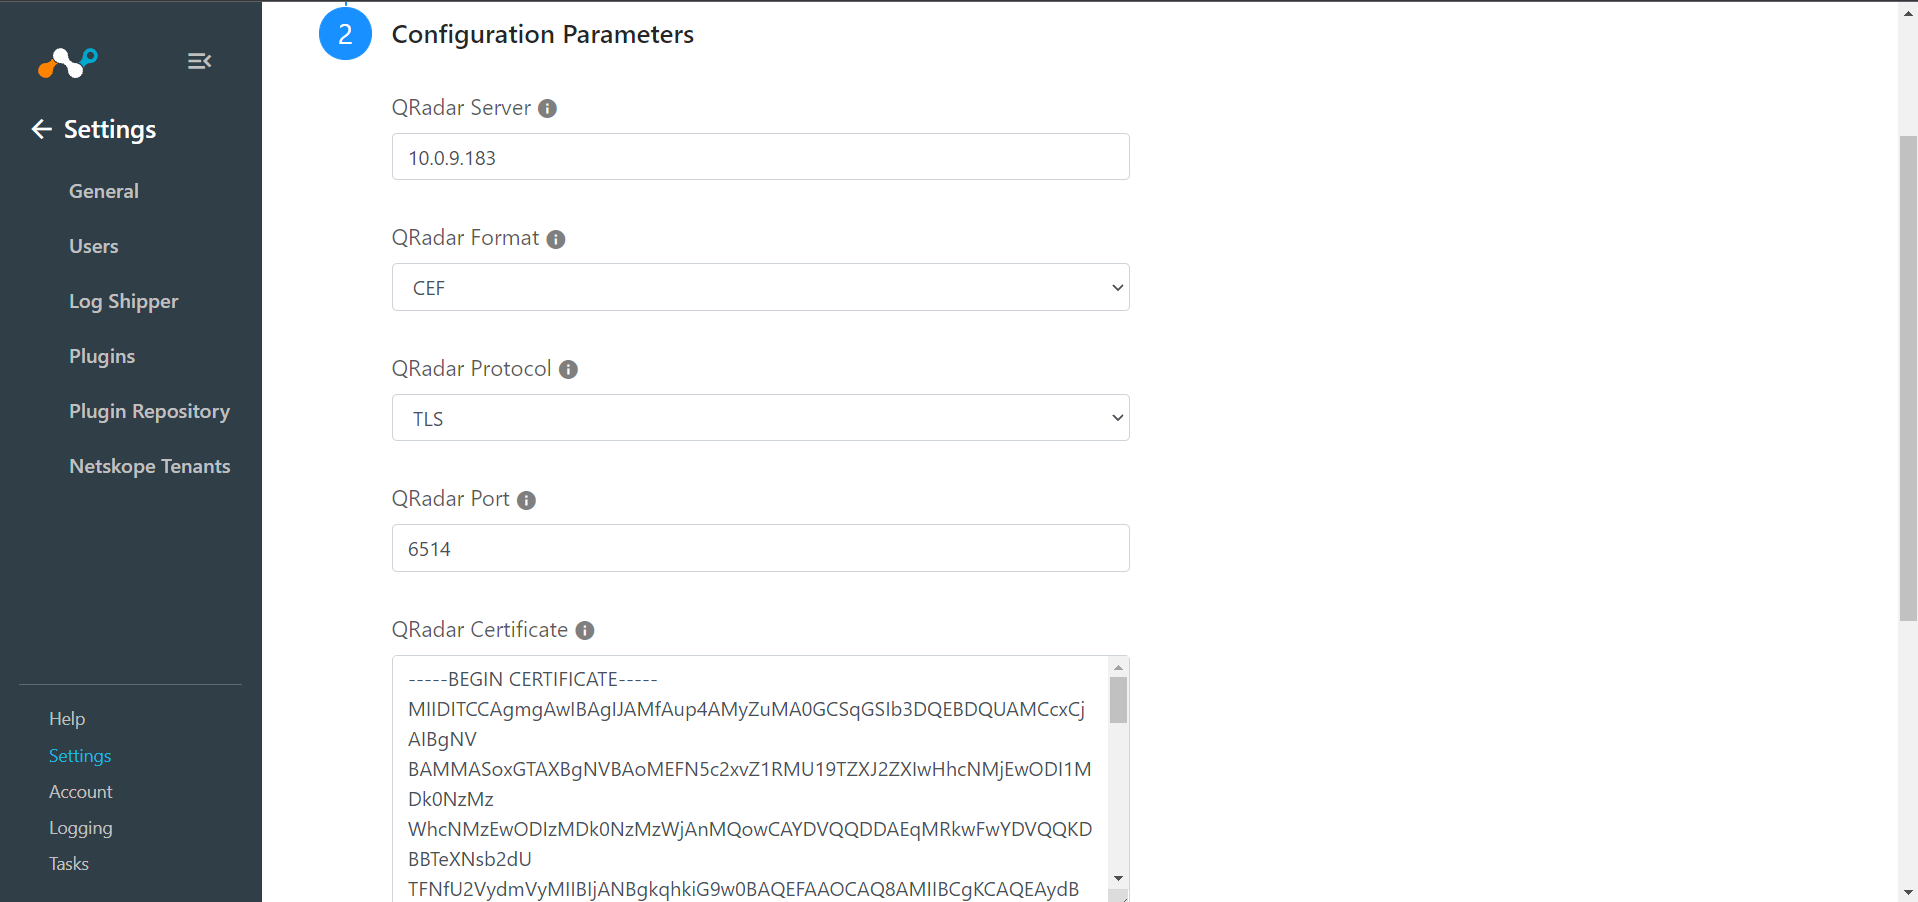 Settings
General
Users
Log Shipper
Plugins
Plugin Repository
Netskope Tenants
Help
Settings
Account
Logging
Tasks
2
Configuration Parameters
QRadar Server
10.0.9.183
QRadar Format
CEF
QRadar Protocol
TLS
QRadar Port
6514
QRadar Certificate
-----BEGIN CERTIFICATE-----
MIIDITCCAgmgAwIBAgIJAMfAup4AMyZuMA0GCSqGSIb3DQEBDQUAMCcxCj
AIBgNV
BAMMASoxGTAXBgNVBAoMEFN5c2xvZ1RMU19TZXJ2ZXIwHhcNMjEwODI1M
Dk0NzMz
WhcNMzEwODIzMDk0NzMzWjAnMQowCAYDVQQDDAEqMRkwFwYDVQQKD
BBTeXNsb2dU
TFNfU2VydmVyMIIBIjANBgkqhkiG9w0BAQEFAAOCAQ8AMIIBCgKCAQEAydB